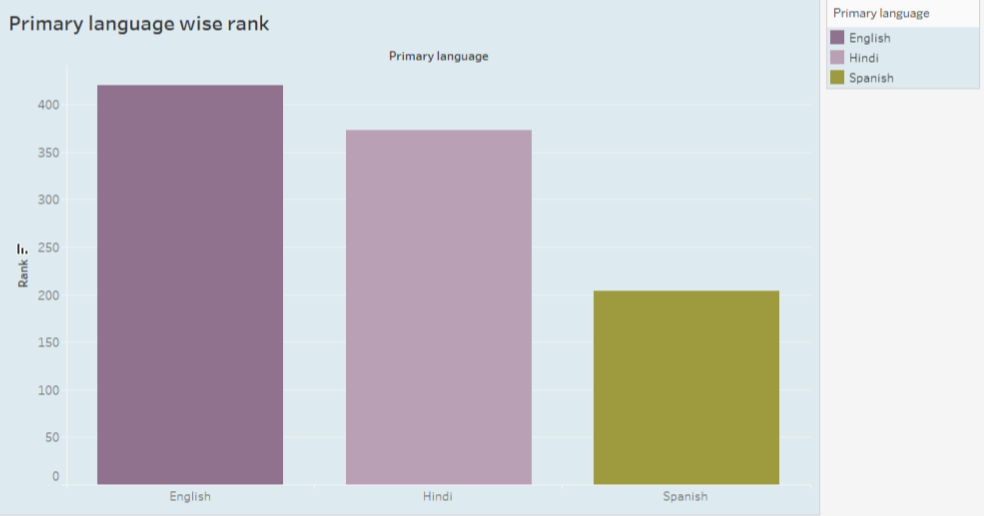 Primary language wise rank
Primary language
400
350
300
250
200
150
100
50
0
Rank
English
Hindi
Spanish
Primary language
English
Hindi
Spanish